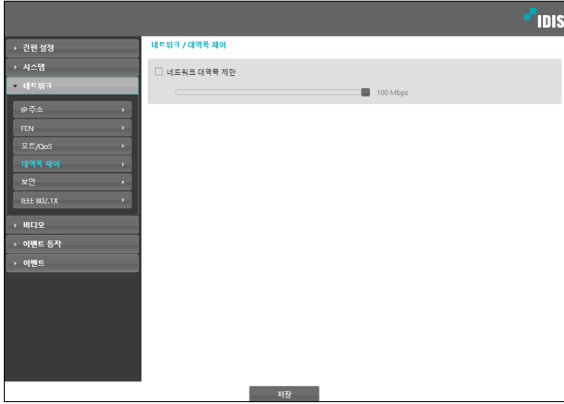 IDIS
간편 설정
시스템
네트워크
IP 주소
FEN
포트/QoS
대역폭 제어
보안
IEEE 802.1X
비디오
이벤트 동작
이벤트
네트워크 / 대역폭 제어
네트워크 대역폭 제한
100 Mbps
저장